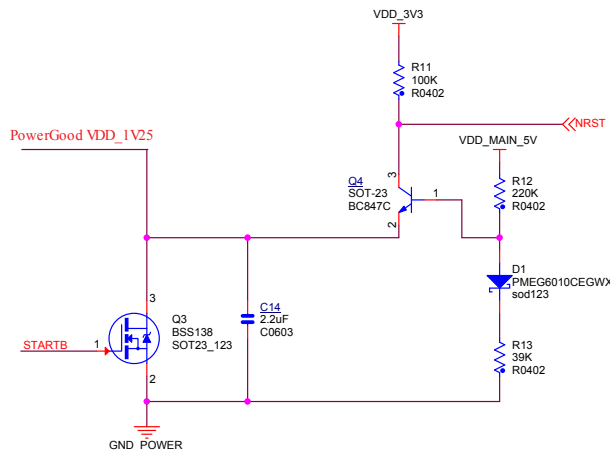 VDD_3V3
R11
100K
R0402
NRST
PowerGood VDD_1V25
VDD_MAIN_5V
3
Q4
SOT-23
BC847C
1
2
R12
220K
R0402
D1
PMEG6010CEGWX
sod123
3
Q3
BSS138
SOT23_123
C14
2.2uF
C0603
STARTB
1
2
R13
39K
R0402
GND_POWER